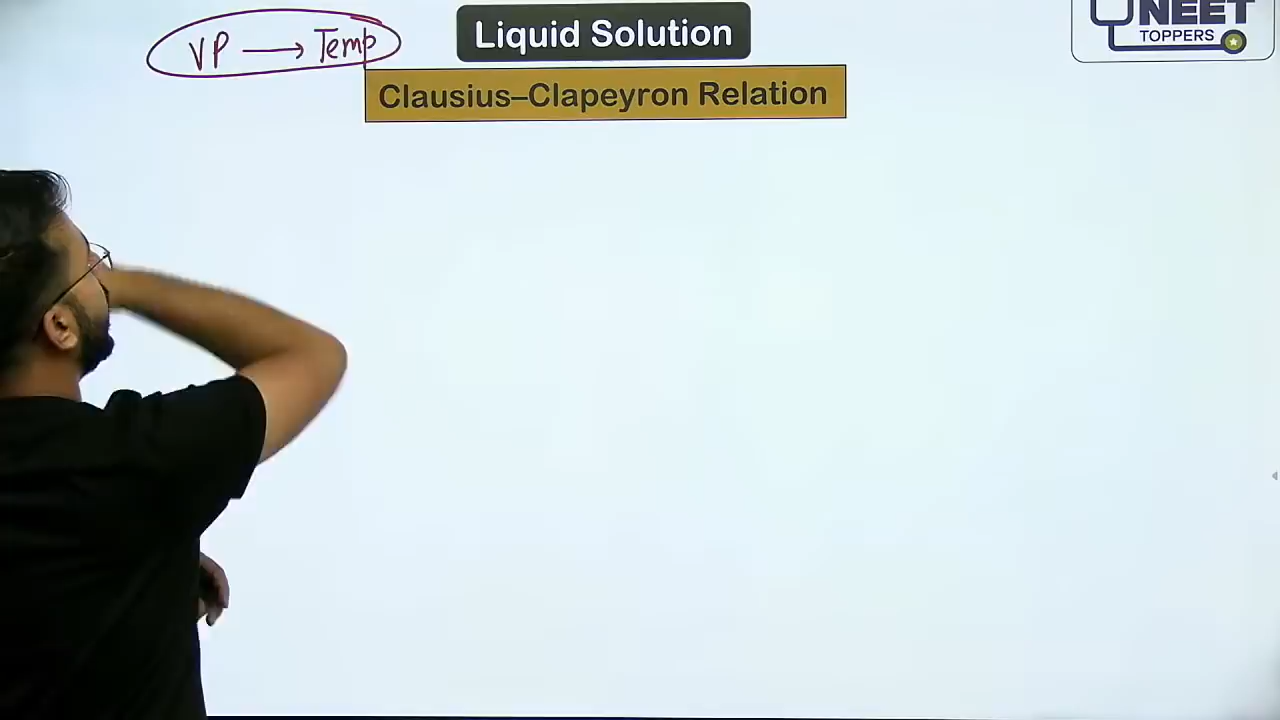 VP ⟶ Temp
Liquid Solution
NEET
TOPPERS
Clausius–Clapeyron Relation